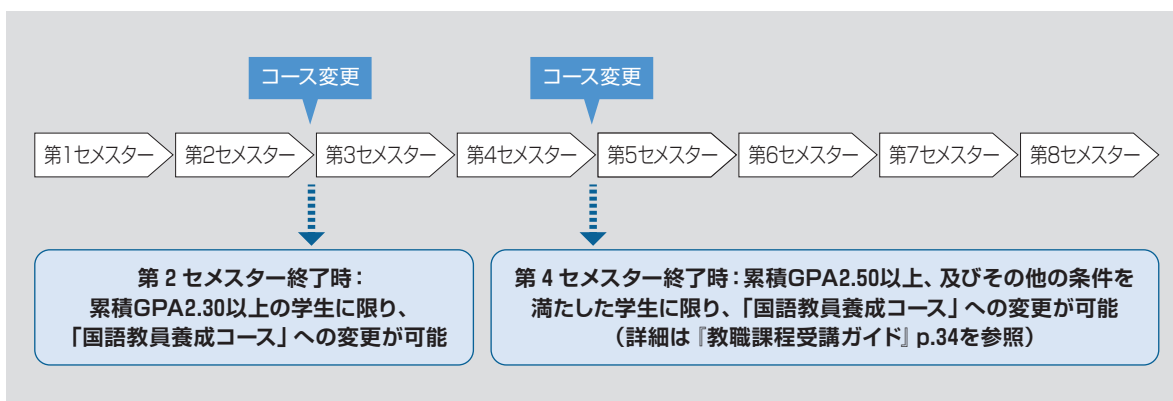 コース変更
コース変更
第1セメスター
第2セメスター
第3セメスター
第4セメスター
第5セメスター
第6セメスター
第7セメスター
第8セメスター
第 2 セメスター終了時：
累積GPA2.30以上の学生に限り、
「国語教員養成コース」への変更が可能
第 4 セメスター終了時：累積GPA2.50以上、及びその他の条件を
満たした学生に限り、「国語教員養成コース」への変更が可能
（詳細は『教職課程受講ガイド』p.34を参照）